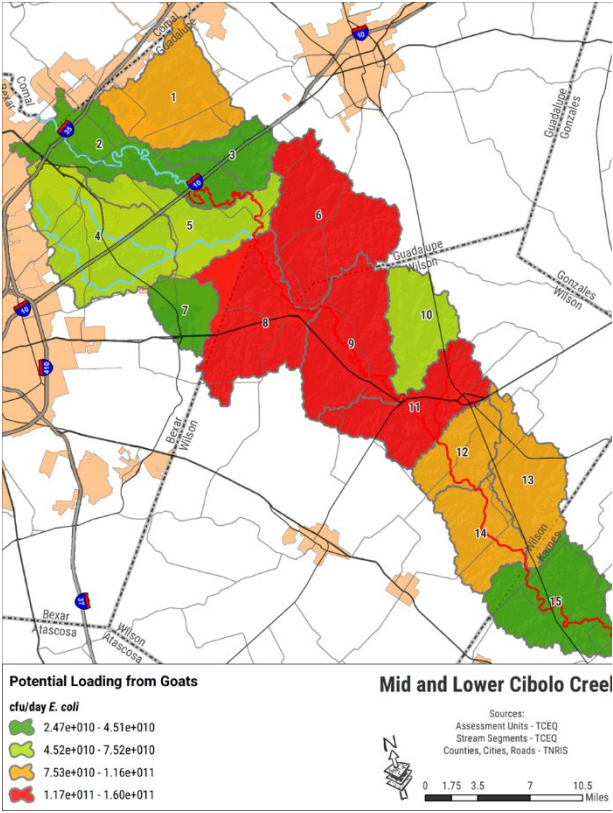 Comal
Guadalupe
10
Comal
Bexar
Guadalupe
Gonzales
1
35
2
3
10
6
4
5
Guadalupe
Wilson
Gonzales
Wilson
7
10
10
8
9
410
11
Bexar
Wilson
12
13
14
Wilson
Karnes
37
15
Bexar
Atascosa
Wilson
Atascosa
Potential Loading from Goats
cfu/day E. coli
2.47e+010 - 4.51e+010
4.52e+010 - 7.52e+010
7.53e+010 - 1.16e+011
1.17e+011 - 1.60e+011
Mid and Lower Cibolo Creek
Sources:
Assessment Units - TCEQ
Stream Segments - TCEQ
Counties, Cities, Roads - TNRIS
N
0 1.75 3.5 7 10.5
Miles